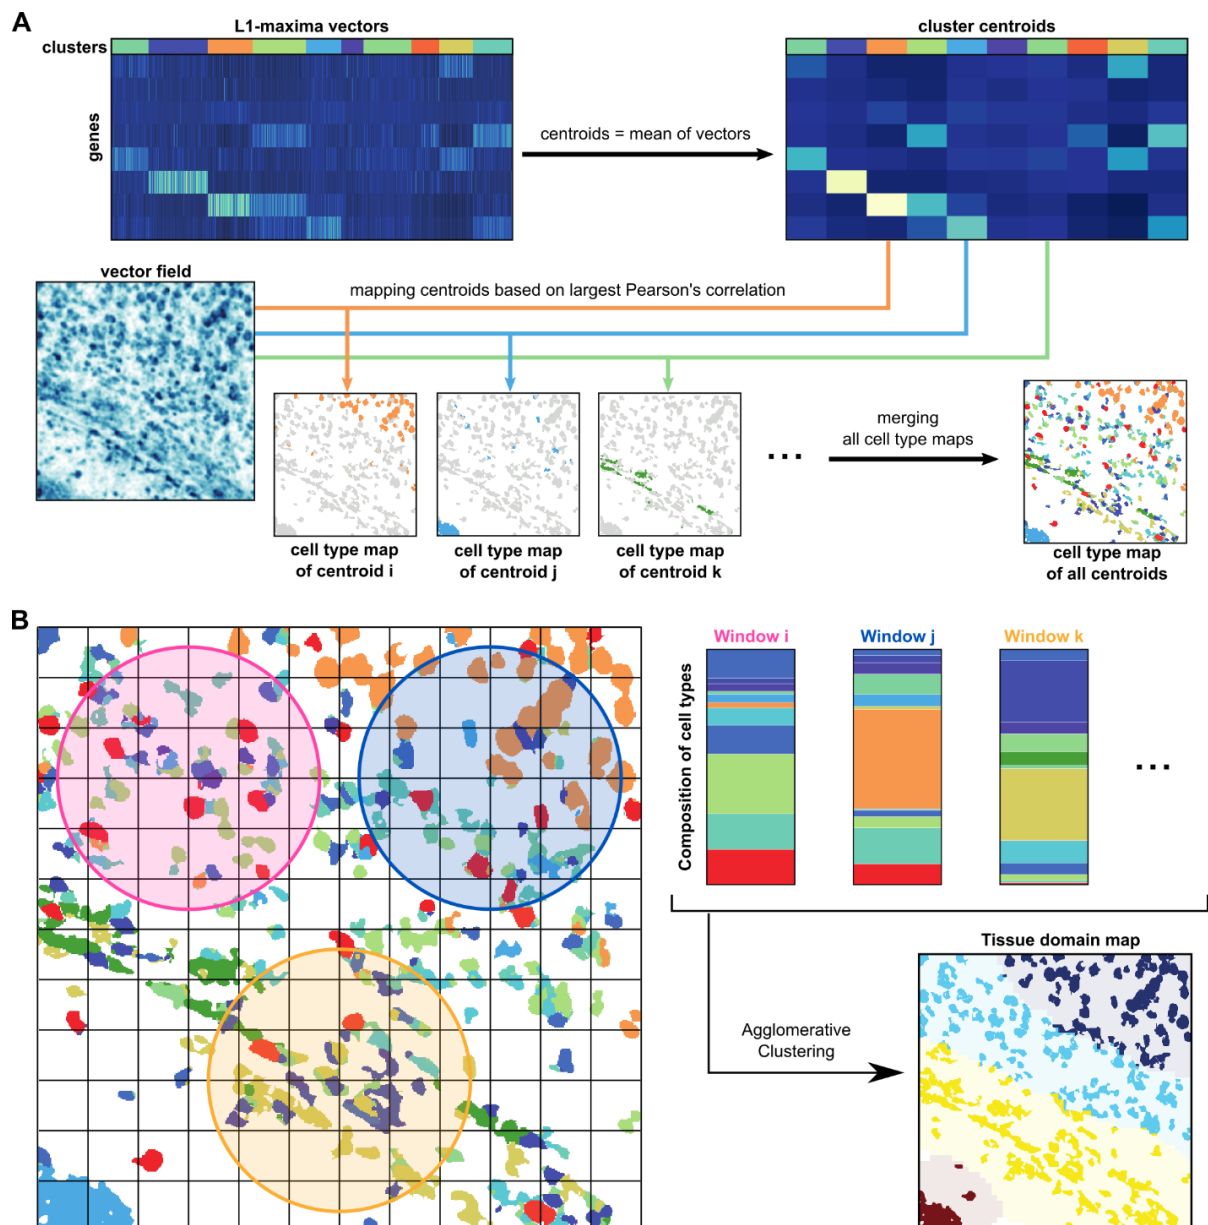 A
L1-maxima vectors
cluster centroids
clusters
genes
centroids = mean of vectors
vector field
mapping centroids based on largest Pearson's correlation
merging
all cell type maps
...
cell type map
of centroid i
cell type map
of centroid j
cell type map
of centroid k
cell type map
of all centroids
B
Window i
Window j
Window k
Composition of cell types
...
Tissue domain map
Agglomerative
Clustering